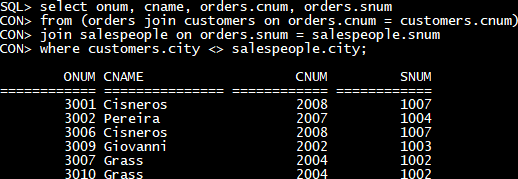 SQL> select onum, cname, orders.cnum, orders.snum
CON> from (orders join customers on orders.cnum = customers.cnum)
CON> join salespeople on orders.snum = salespeople.snum
CON> where customers.city <> salespeople.city;
ONUM CNAME CNUM SNUM
============ =============== ============ ============
3001 Cisneros 2008 1007
3002 Pereira 2007 1004
3006 Cisneros 2008 1007
3009 Giovanni 2002 1003
3007 Grass 2004 1002
3010 Grass 2004 1002